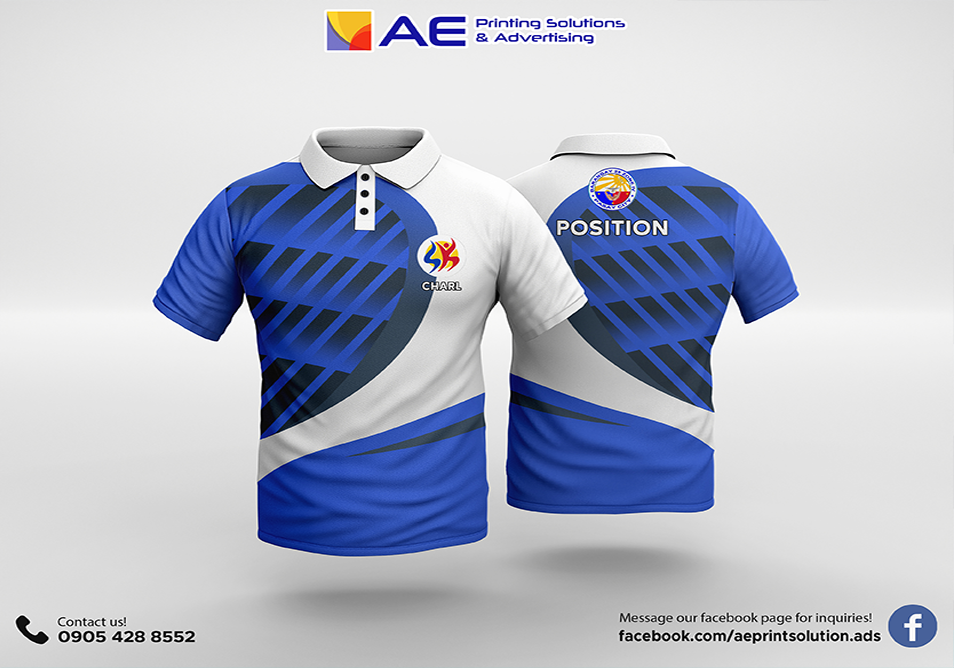 AE Printing Solutions
& Advertising
SK
CHARL
POSITION
Contact us!
0905 428 8552
Message our facebook page for inquiries!
facebook.com/aeprintsolution.ads
f